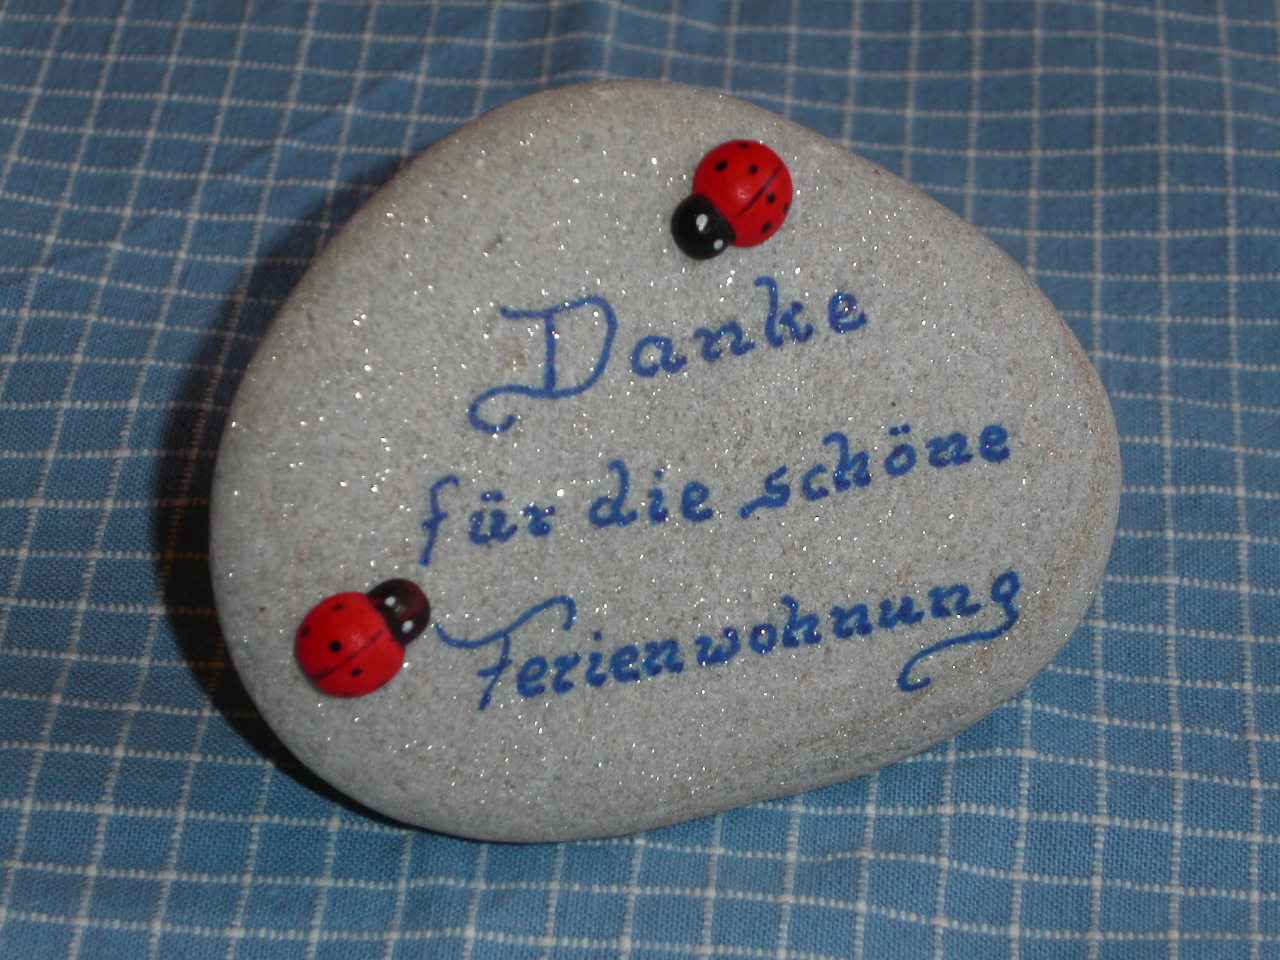 Danke
für die schöne
Ferienwohnung